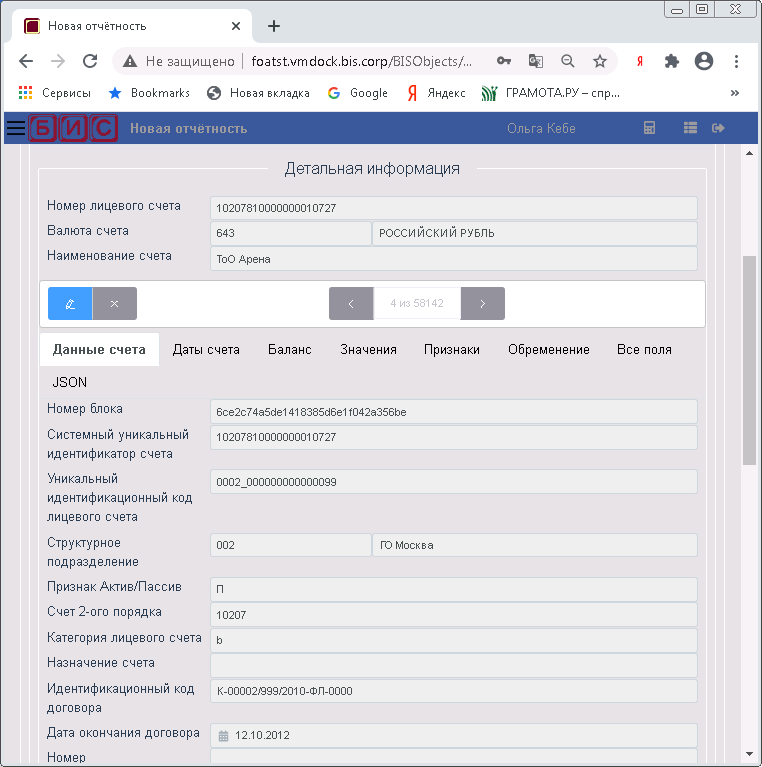 Новая отчётность
Не защищено | foatst.vmdock.bis.corp/BISObjects/...
Сервисы Bookmarks Новая вкладка Google Яндекс ГРАМОТА.РУ – спр... »
БИС Новая отчётность Ольга Кебе
Детальная информация
Номер лицевого счета 10207810000000010727
Валюта счета 643 РОССИЙСКИЙ РУБЛЬ
Наименование счета ТоО Арена
4 из 58142
Данные счета Даты счета Баланс Значения Признаки Обременение Все поля
JSON
Номер блока 6ce2c74a5de1418385d6e1f042a356be
Системный уникальный
идентификатор счета 10207810000000010727
Уникальный
идентификационный код
лицевого счета 0002_000000000000099
Структурное
подразделение 002 ГО Москва
Признак Актив/Пассив П
Счет 2-ого порядка 10207
Категория лицевого счета b
Назначение счета
Идентификационный код
договора К-00002/999/2010-ФЛ-0000
Дата окончания договора 12.10.2012
Номер